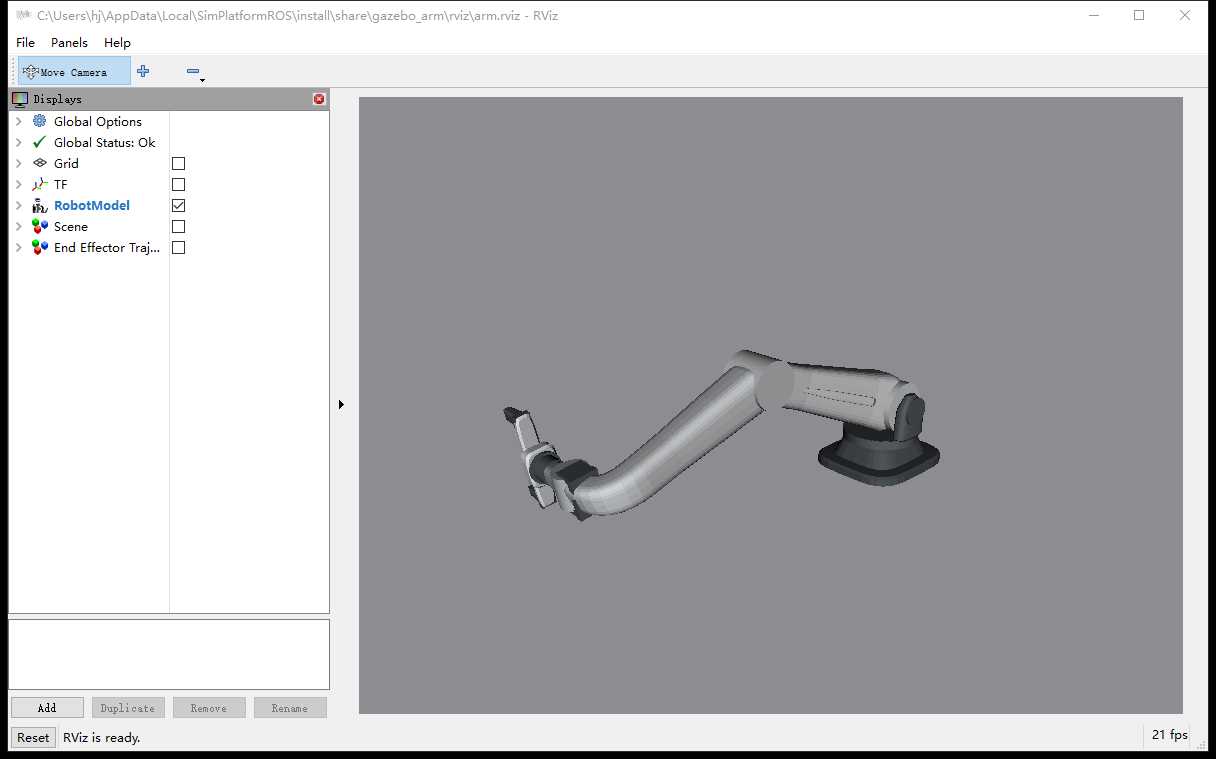 C:\Users\hj\AppData\Local\SimPlatformROS\install\share\gazebo_arm\rviz\arm.rviz - RViz
File Panels Help
Move Camera
Displays
Global Options
Global Status: Ok
Grid
TF
RobotModel
Scene
End Effector Traj...
Add Duplicate Remove Rename
Reset RViz is ready. 21 fps